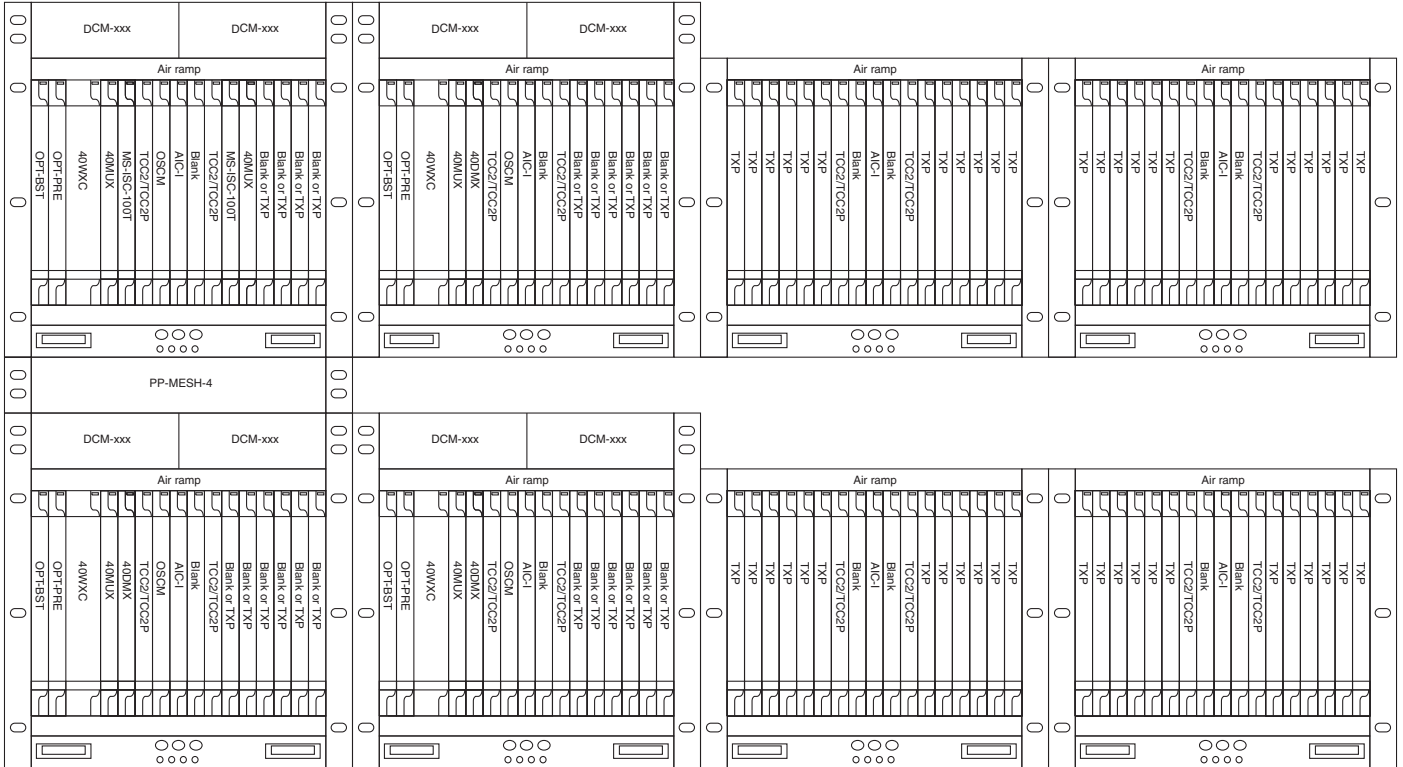 DCM-xxx
DCM-xxx
DCM-xxx
DCM-xxx
Air ramp
Air ramp
Air ramp
Air ramp
OPT-BST
OPT-PRE
40WXC
40MUX
MS-ISC-100T
TCC2/TCC2P
OSCM
AIC-I
Blank
TCC2/TCC2P
MS-ISC-100T
40MUX
Blank or TXP
Blank or TXP
Blank or TXP
Blank or TXP
OPT-BST
OPT-PRE
40WXC
40MUX
40DMX
TCC2/TCC2P
OSCM
AIC-I
Blank
TCC2/TCC2P
Blank or TXP
Blank or TXP
Blank or TXP
Blank or TXP
Blank or TXP
Blank or TXP
TXP
TXP
TXP
TXP
TXP
TXP
TCC2/TCC2P
Blank
AIC-I
Blank
TCC2/TCC2P
TXP
TXP
TXP
TXP
TXP
TXP
TXP
TXP
TXP
TXP
TXP
TXP
TCC2/TCC2P
Blank
AIC-I
Blank
TCC2/TCC2P
TXP
TXP
TXP
TXP
TXP
TXP
PP-MESH-4
DCM-xxx
DCM-xxx
DCM-xxx
DCM-xxx
Air ramp
Air ramp
Air ramp
Air ramp
OPT-BST
OPT-PRE
40WXC
40MUX
40DMX
TCC2/TCC2P
OSCM
AIC-I
Blank
TCC2/TCC2P
Blank or TXP
Blank or TXP
Blank or TXP
Blank or TXP
Blank or TXP
Blank or TXP
OPT-BST
OPT-PRE
40WXC
40MUX
40DMX
TCC2/TCC2P
OSCM
AIC-I
Blank
TCC2/TCC2P
Blank or TXP
Blank or TXP
Blank or TXP
Blank or TXP
Blank or TXP
Blank or TXP
TXP
TXP
TXP
TXP
TXP
TXP
TCC2/TCC2P
Blank
AIC-I
Blank
TCC2/TCC2P
TXP
TXP
TXP
TXP
TXP
TXP
TXP
TXP
TXP
TXP
TXP
TXP
TCC2/TCC2P
Blank
AIC-I
Blank
TCC2/TCC2P
TXP
TXP
TXP
TXP
TXP
TXP